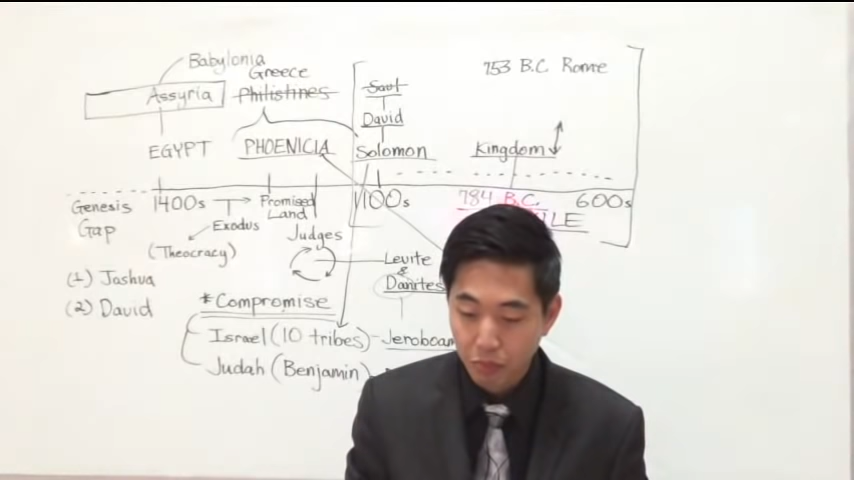 Babylonia
Greece
Assyria Philistines
Saul
David
753 B.C Rome
EGYPT PHOENICIA Solomon Kingdom
Genesis Gap
1400s Promised Land 1100s 784 B.C. 600s
Exodus
(Theocracy)
Judges
Levite
&
Danites
(1) Jashua
(2) David
*Compromise
Israel (10 tribes) - Jeroboam
Judah (Benjamin)